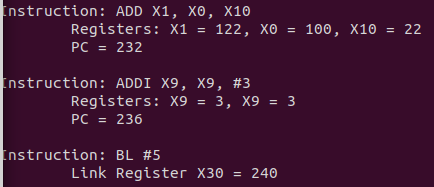 Instruction: ADD X1, X0, X10
Registers: X1 = 122, X0 = 100, X10 = 22
PC = 232
Instruction: ADDI X9, X9, #3
Registers: X9 = 3, X9 = 3
PC = 236
Instruction: BL #5
Link Register X30 = 240